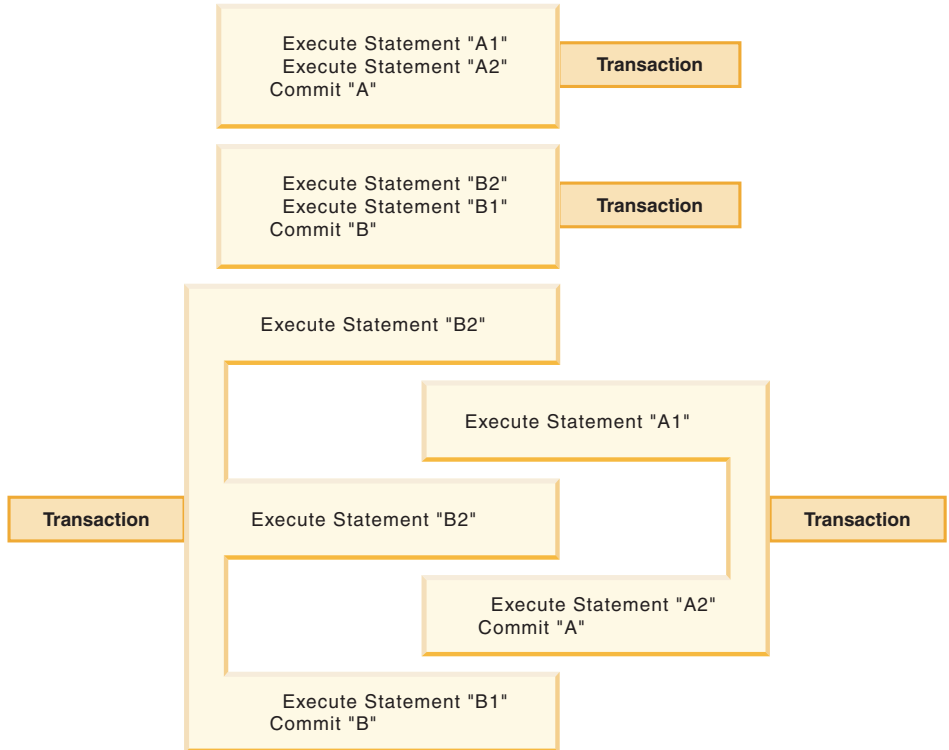 Execute Statement "A1"
Execute Statement "A2"
Commit "A"
Transaction
Execute Statement "B2"
Execute Statement "B1"
Commit "B"
Transaction
Execute Statement "B2"
Execute Statement "A1"
Transaction
Execute Statement "B2"
Transaction
Execute Statement "A2"
Commit "A"
Execute Statement "B1"
Commit "B"